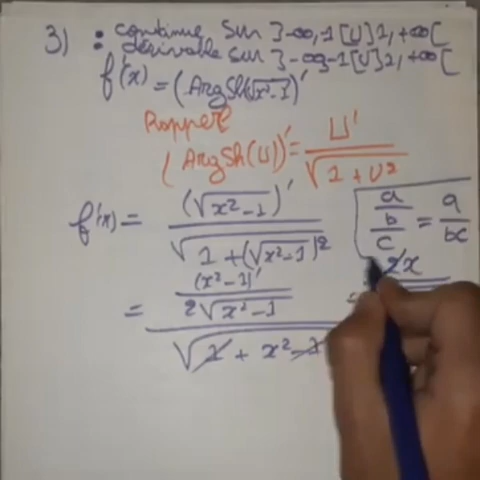 3) : continue sur ]-∞,-1[U]1,+∞[
dérivable sur ]-∞,-1[U]1,+∞[
f'(x) = (ArgSh(√(x²-1)))'
Rappel
(ArgSh(U))' = U' / √(1 + U²)
f'(x) = (√(x²-1))' / √(1+(√(x²-1))²)
a/b / c = a / bc
= (x²-1)' / 2√(x²-1) / √(1 + x² - 1)
= 2x